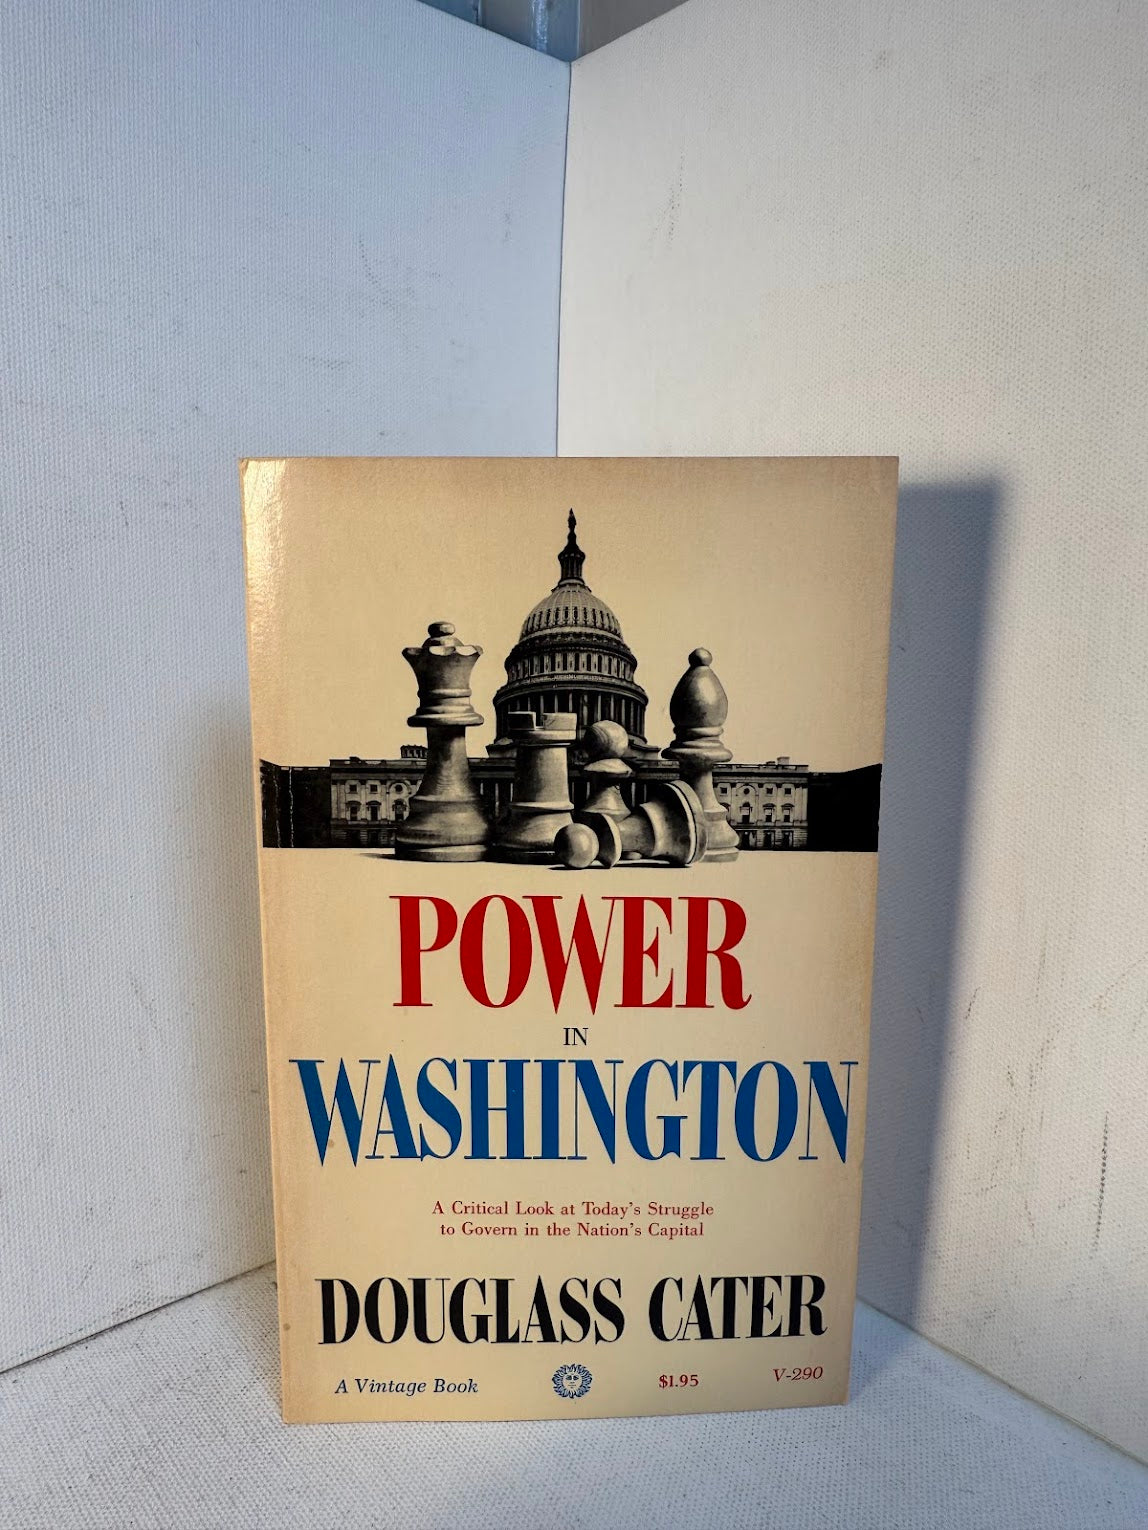 POWER
IN
WASHINGTON
A Critical Look at Today's Struggle
to Govern in the Nation's Capital
DOUGLASS CATER
A Vintage Book $1.95 V-290